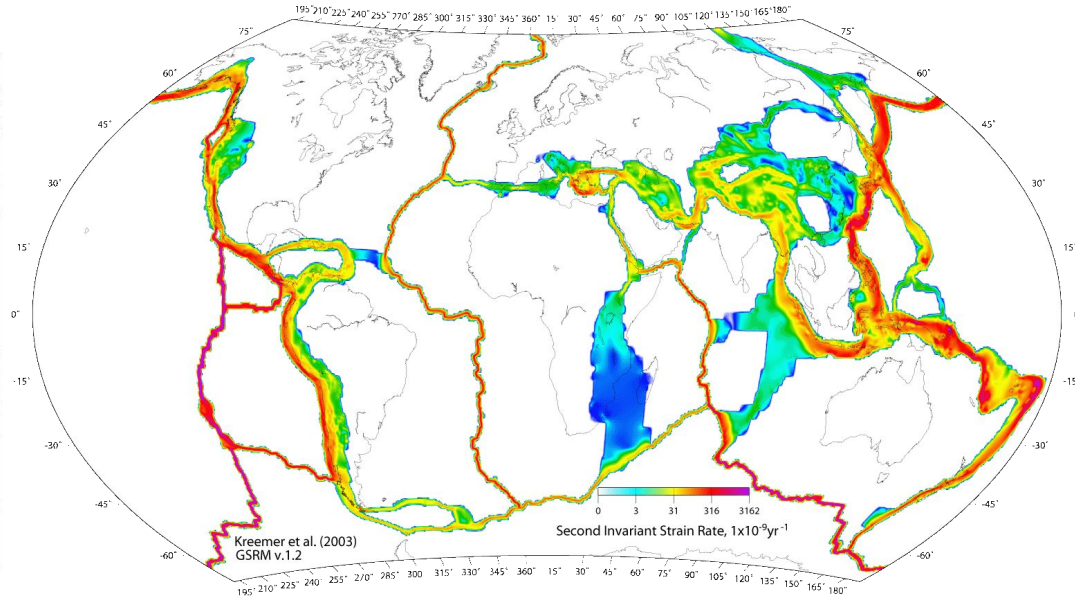 195˚ 210˚ 225˚ 240˚ 255˚ 270˚ 285˚ 300˚ 315˚ 330˚ 345˚ 360˚ 15˚ 30˚ 45˚ 60˚ 75˚ 90˚ 105˚ 120˚ 135˚ 150˚ 165˚ 180˚
75˚ 75˚
60˚ 60˚
45˚ 45˚
30˚ 30˚
15˚ 15˚
0˚
-15˚ -15˚
-30˚ -30˚
-45˚ -45˚
0 3 31 316 3162
Second Invariant Strain Rate, 1x10⁻⁹yr⁻¹
Kreemer et al. (2003)
GSRM v.1.2
-60˚ -60˚
195˚ 210˚ 225˚ 240˚ 255˚ 270˚ 285˚ 300˚ 315˚ 330˚ 345˚ 360˚ 15˚ 30˚ 45˚ 60˚ 75˚ 90˚ 105˚ 120˚ 135˚ 150˚ 165˚ 180˚